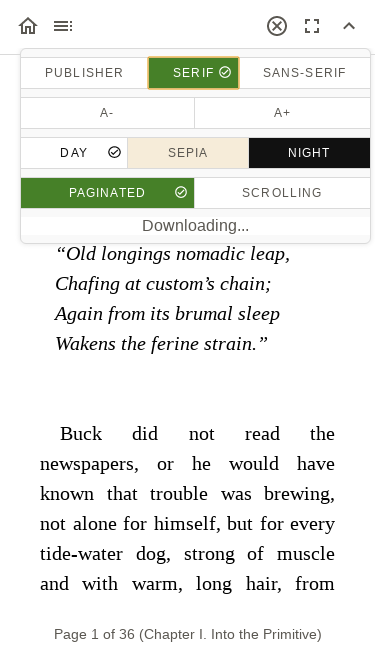 PUBLISHER SERIF SANS-SERIF
A- A+
DAY SEPIA NIGHT
PAGINATED SCROLLING
Downloading...
“Old longings nomadic leap,
Chafing at custom’s chain;
Again from its brumal sleep
Wakens the ferine strain.”
Buck did not read the
newspapers, or he would have
known that trouble was brewing,
not alone for himself, but for every
tide-water dog, strong of muscle
and with warm, long hair, from
Page 1 of 36 (Chapter I. Into the Primitive)